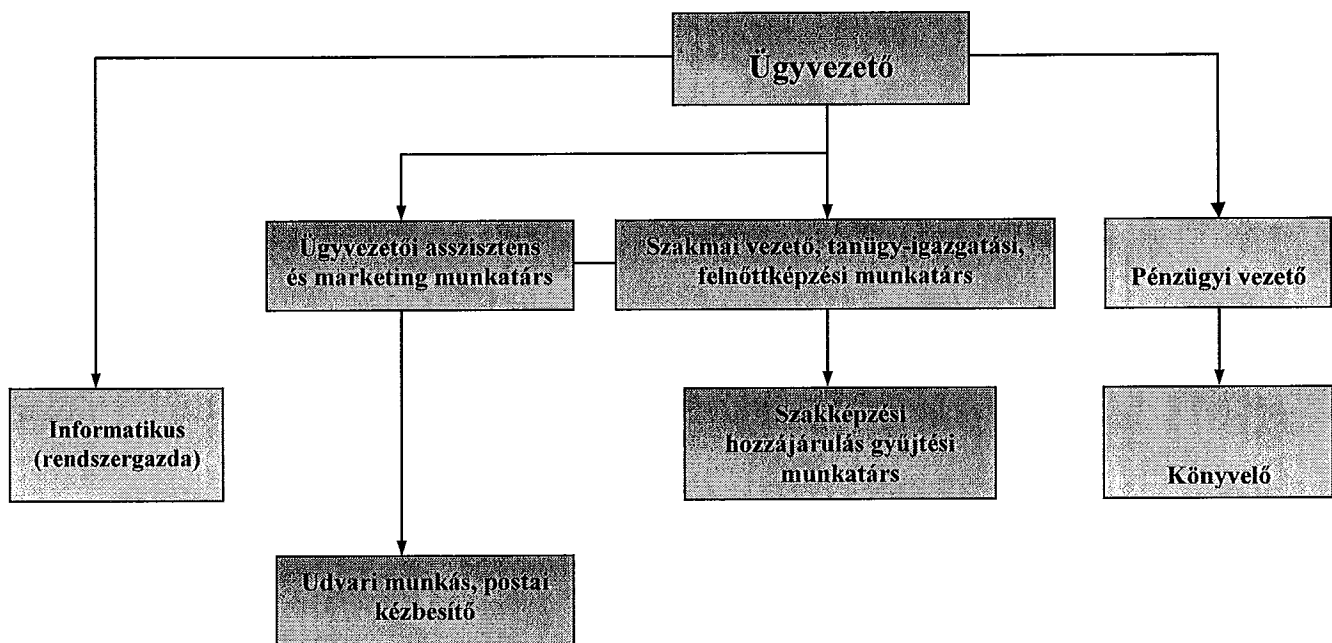 Ügyvezető
Ügyvezetői asszisztens
és marketing munkatárs
Szakmai vezető, tanügy-igazgatási,
felnőttképzési munkatárs
Pénzügyi vezető
Informatikus
(rendszergazda)
Szakképzési
hozzájárulás gyűjtési
munkatárs
Könyvelő
Udvari munkás, postai
kézbesítő